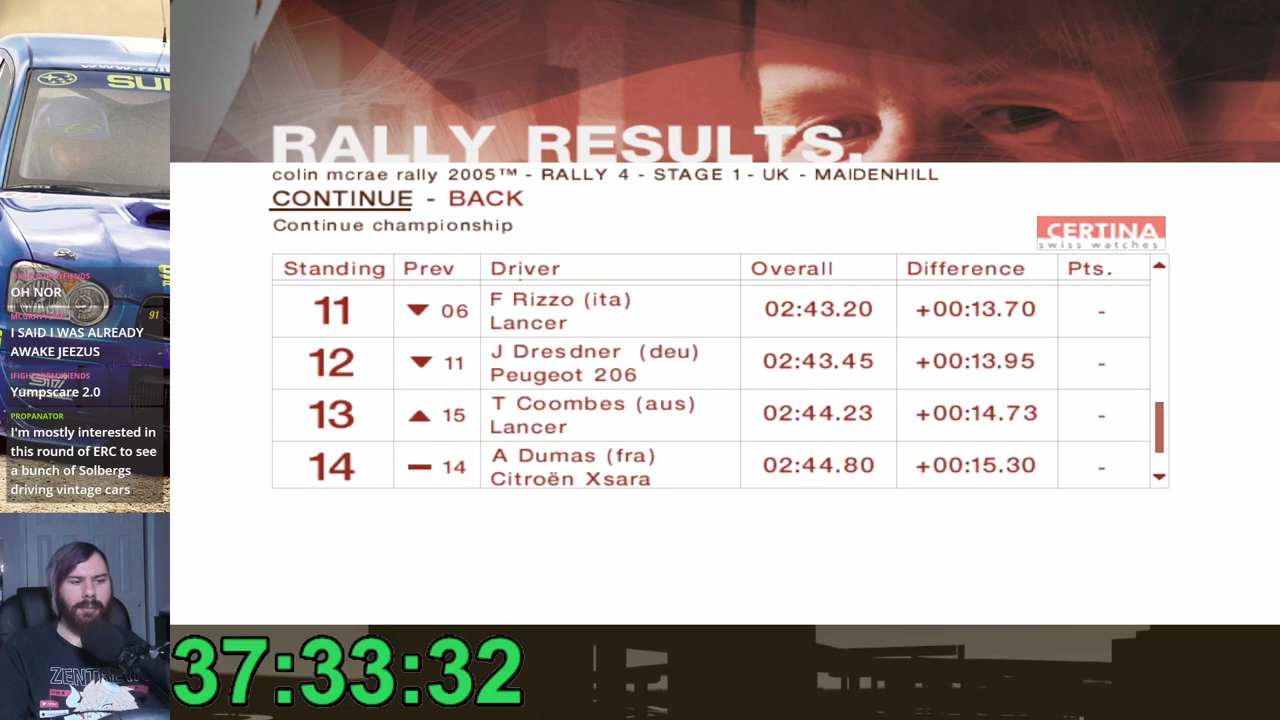 SU
91
OH NOR
I SAID I WAS ALREADY
AWAKE JEEZUS
IFIGHFORMYFIENDS
Yumpscare 2.0
PROPANATOR
I'm mostly interested in
this round of ERC to see
a bunch of Solbergs
driving vintage cars
RALLY RESULTS.
colin mcrae rally 2005™ - RALLY 4 - STAGE 1 - UK - MAIDENHILL
CONTINUE - BACK
Continue championship
CERTINA
swiss watches
Standing Prev Driver Overall Difference Pts.
11 06 F Rizzo (ita) 02:43.20 +00:13.70 -
Lancer
12 11 J Dresdner (deu) 02:43.45 +00:13.95 -
Peugeot 206
13 15 T Coombes (aus) 02:44.23 +00:14.73 -
Lancer
14 14 A Dumas (fra) 02:44.80 +00:15.30 -
Citroën Xsara
37:33:32